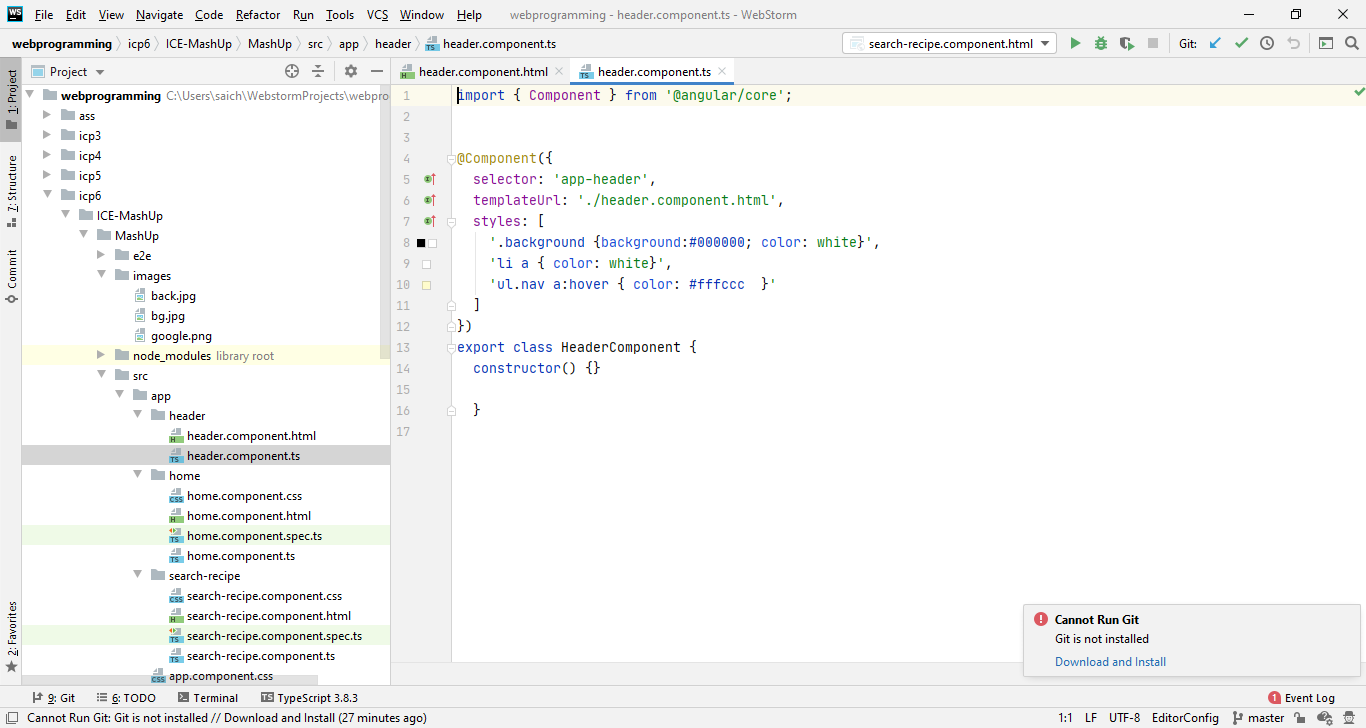 WS File Edit View Navigate Code Refactor Run Tools VCS Window Help webprogramming - header.component.ts - WebStorm
webprogramming icp6 ICE-MashUp MashUp src app header header.component.ts search-recipe.component.html Git:
1: Project
7: Structure
Commit
2: Favorites
Project
webprogramming C:\Users\saich\WebstormProjects\webpro
ass
icp3
icp4
icp5
icp6
ICE-MashUp
MashUp
e2e
images
back.jpg
bg.jpg
google.png
node_modules library root
src
app
header
header.component.html
header.component.ts
home
home.component.css
home.component.html
home.component.spec.ts
home.component.ts
search-recipe
search-recipe.component.css
search-recipe.component.html
search-recipe.component.spec.ts
search-recipe.component.ts
app.component.css
header.component.html header.component.ts
1 import { Component } from '@angular/core';
2
3
4 @Component({
5 selector: 'app-header',
6 templateUrl: './header.component.html',
7 styles: [
8 '.background {background:#000000; color: white}',
9 'li a { color: white}',
10 'ul.nav a:hover { color: #fffccc  }'
11 ]
12 })
13 export class HeaderComponent {
14 constructor() {}
15
16 }
17
Cannot Run Git
Git is not installed
Download and Install
9: Git 6: TODO Terminal TypeScript 3.8.3 1 Event Log
Cannot Run Git: Git is not installed // Download and Install (27 minutes ago) 1:1 LF UTF-8 EditorConfig master